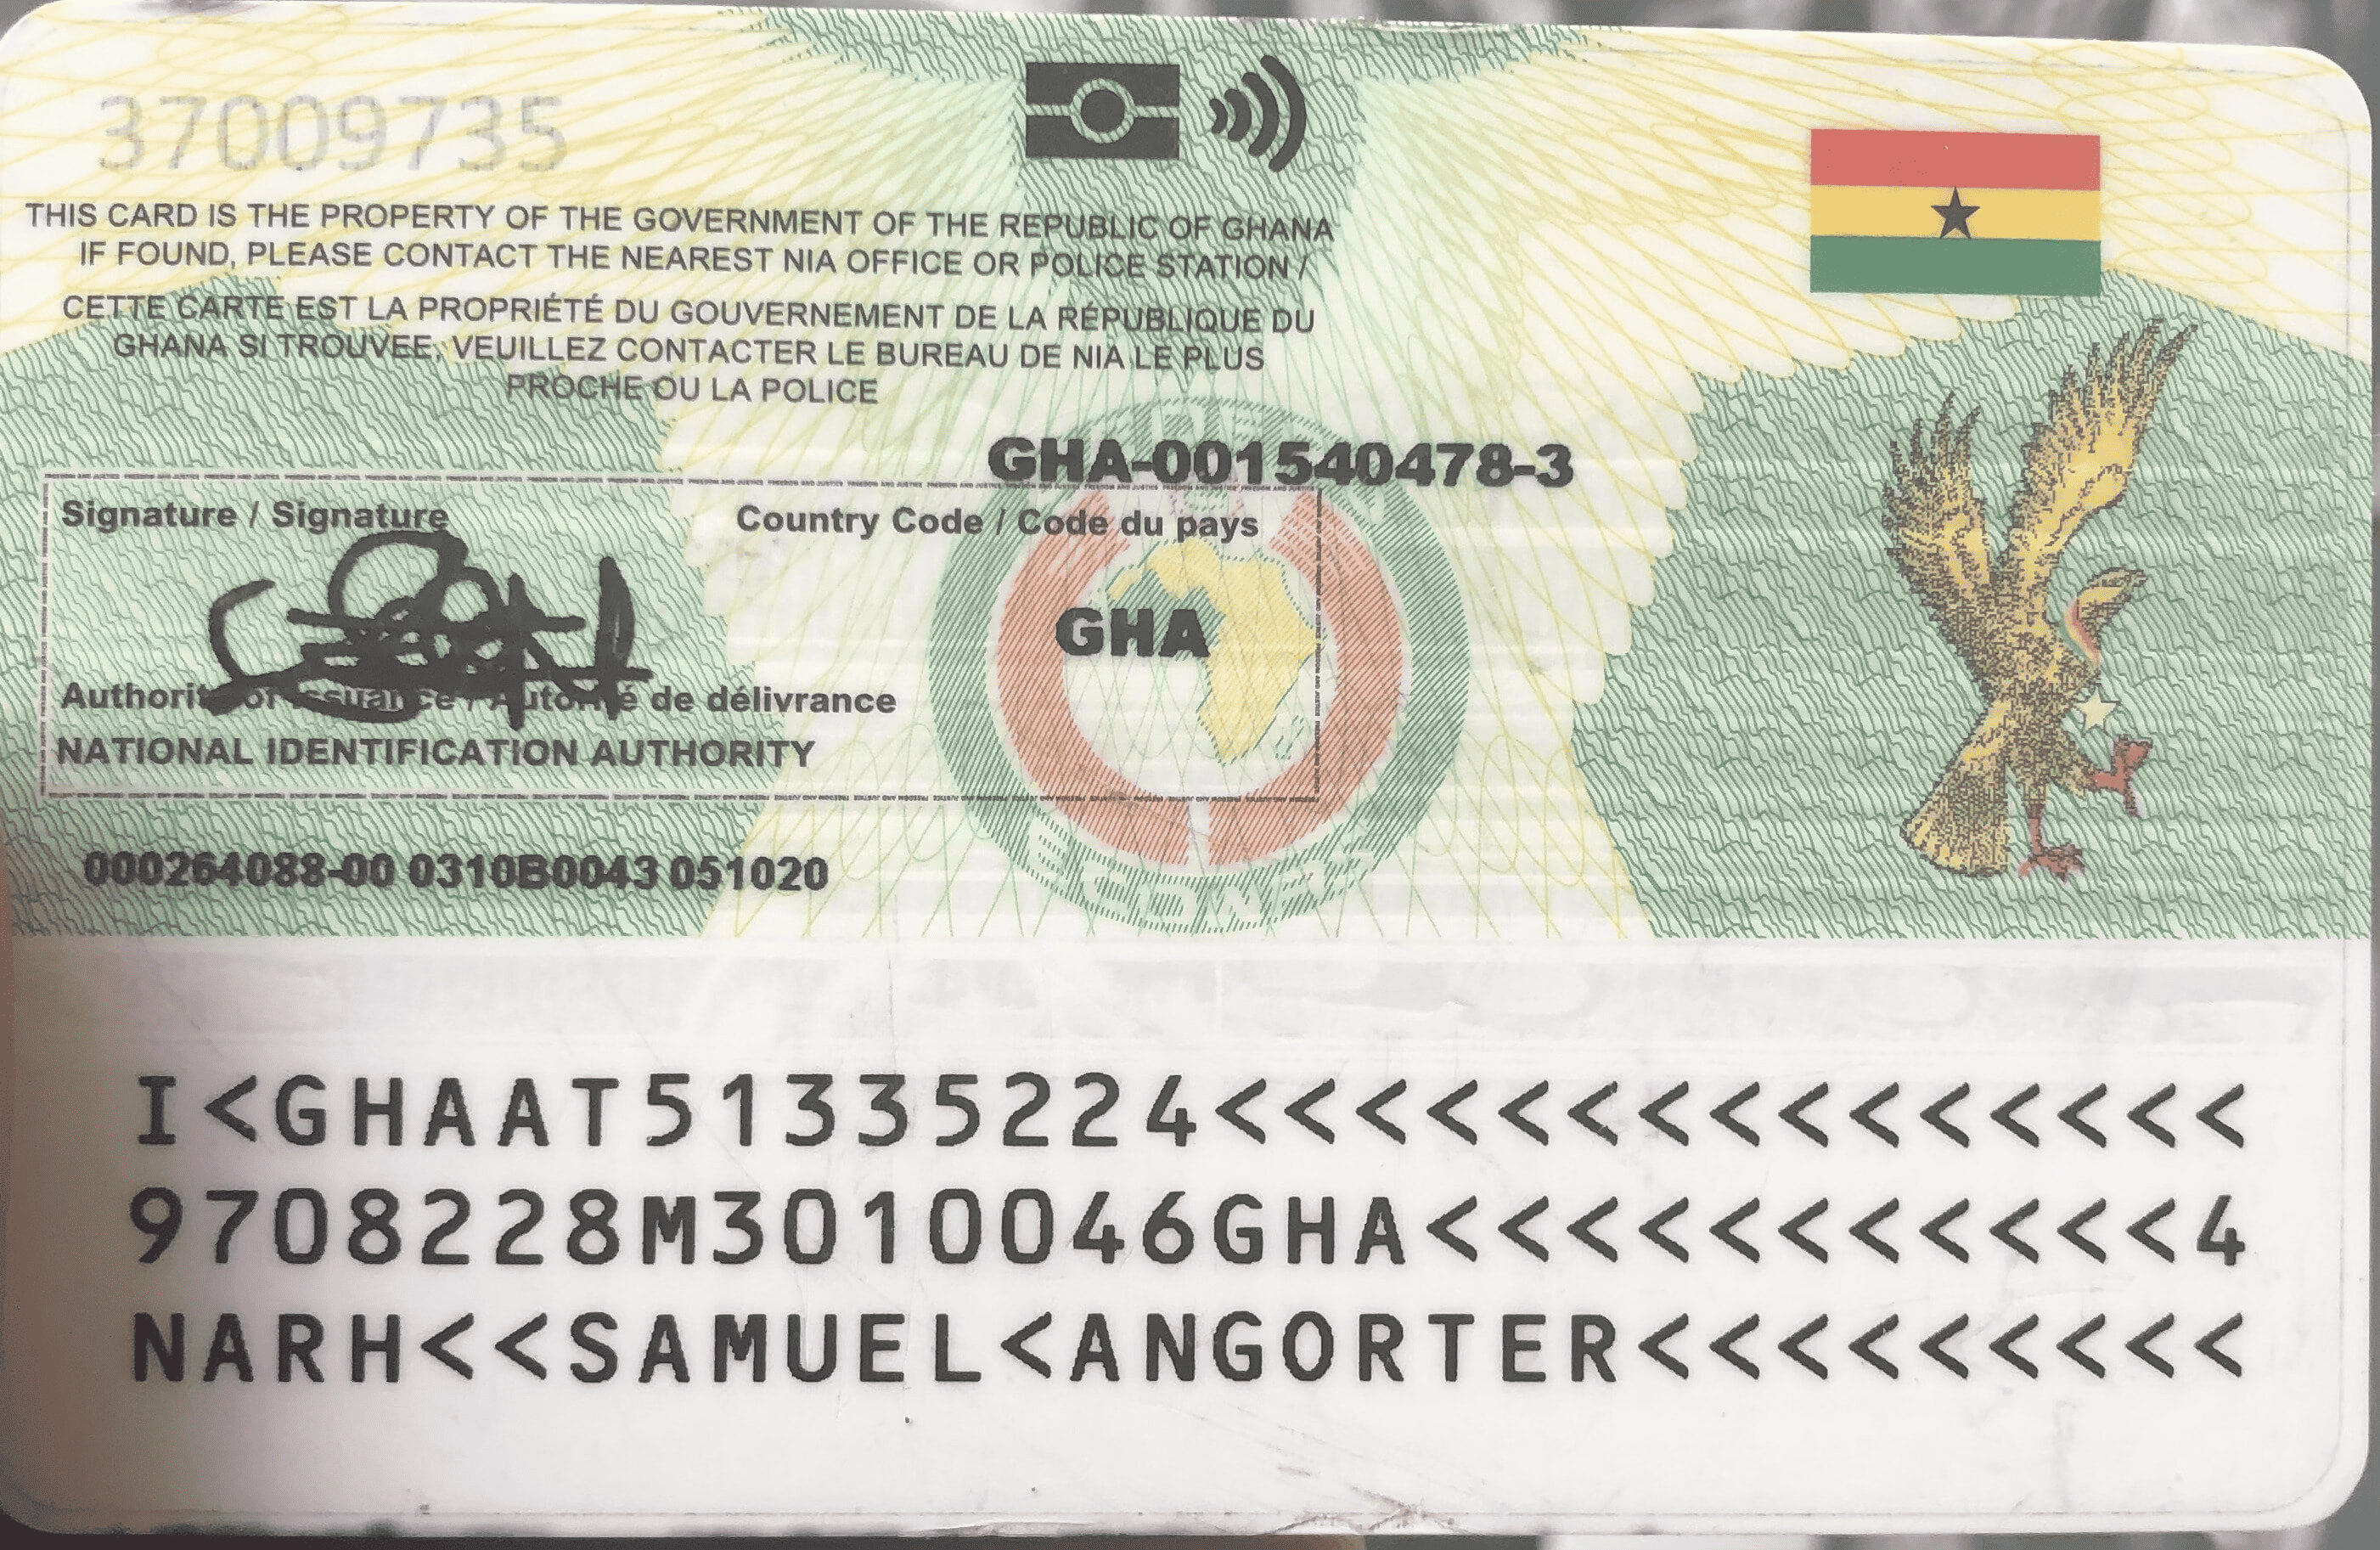 37009735
THIS CARD IS THE PROPERTY OF THE GOVERNMENT OF THE REPUBLIC OF GHANA
IF FOUND, PLEASE CONTACT THE NEAREST NIA OFFICE OR POLICE STATION /
CETTE CARTE EST LA PROPRIÉTÉ DU GOUVERNEMENT DE LA RÉPUBLIQUE DU
GHANA SI TROUVEE, VEUILLEZ CONTACTER LE BUREAU DE NIA LE PLUS
PROCHE OU LA POLICE
GHA-001540478-3
Signature / Signature
Country Code / Code du pays
GHA
Authority of Issuance / Autorité de délivrance
NATIONAL IDENTIFICATION AUTHORITY
000264088-00 0310B0043 051020
I<GHAAT51335224<<<<<<<<<<<<<<<
9708228M3010046GHA<<<<<<<<<<<4
NARH<<SAMUEL<ANGORTER<<<<<<<<<